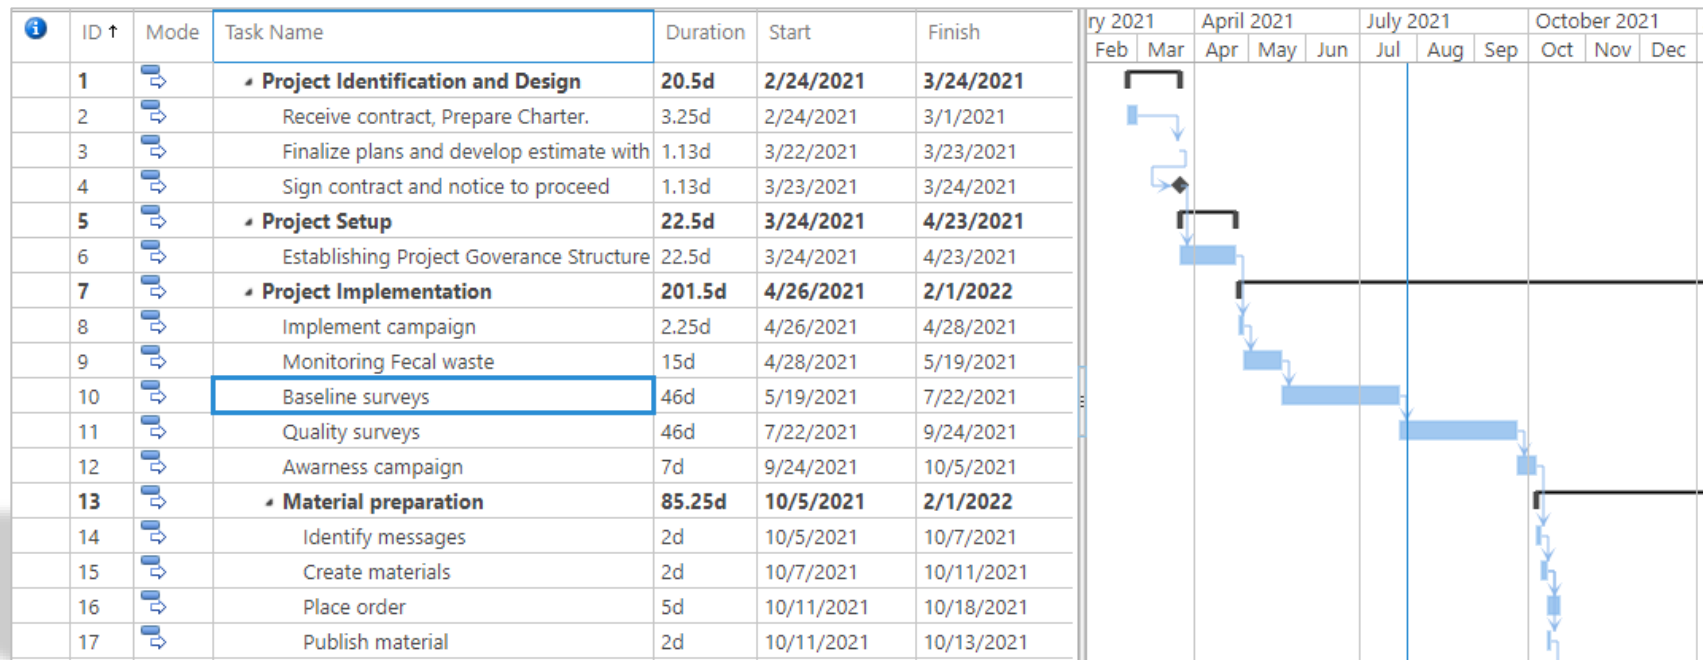 ID ↑ Mode Task Name Duration Start Finish
1 Project Identification and Design 20.5d 2/24/2021 3/24/2021
2 Receive contract, Prepare Charter. 3.25d 2/24/2021 3/1/2021
3 Finalize plans and develop estimate with 1.13d 3/22/2021 3/23/2021
4 Sign contract and notice to proceed 1.13d 3/23/2021 3/24/2021
5 Project Setup 22.5d 3/24/2021 4/23/2021
6 Establishing Project Goverance Structure 22.5d 3/24/2021 4/23/2021
7 Project Implementation 201.5d 4/26/2021 2/1/2022
8 Implement campaign 2.25d 4/26/2021 4/28/2021
9 Monitoring Fecal waste 15d 4/28/2021 5/19/2021
10 Baseline surveys 46d 5/19/2021 7/22/2021
11 Quality surveys 46d 7/22/2021 9/24/2021
12 Awarness campaign 7d 9/24/2021 10/5/2021
13 Material preparation 85.25d 10/5/2021 2/1/2022
14 Identify messages 2d 10/5/2021 10/7/2021
15 Create materials 2d 10/7/2021 10/11/2021
16 Place order 5d 10/11/2021 10/18/2021
17 Publish material 2d 10/11/2021 10/13/2021
ry 2021 April 2021 July 2021 October 2021
Feb Mar Apr May Jun Jul Aug Sep Oct Nov Dec